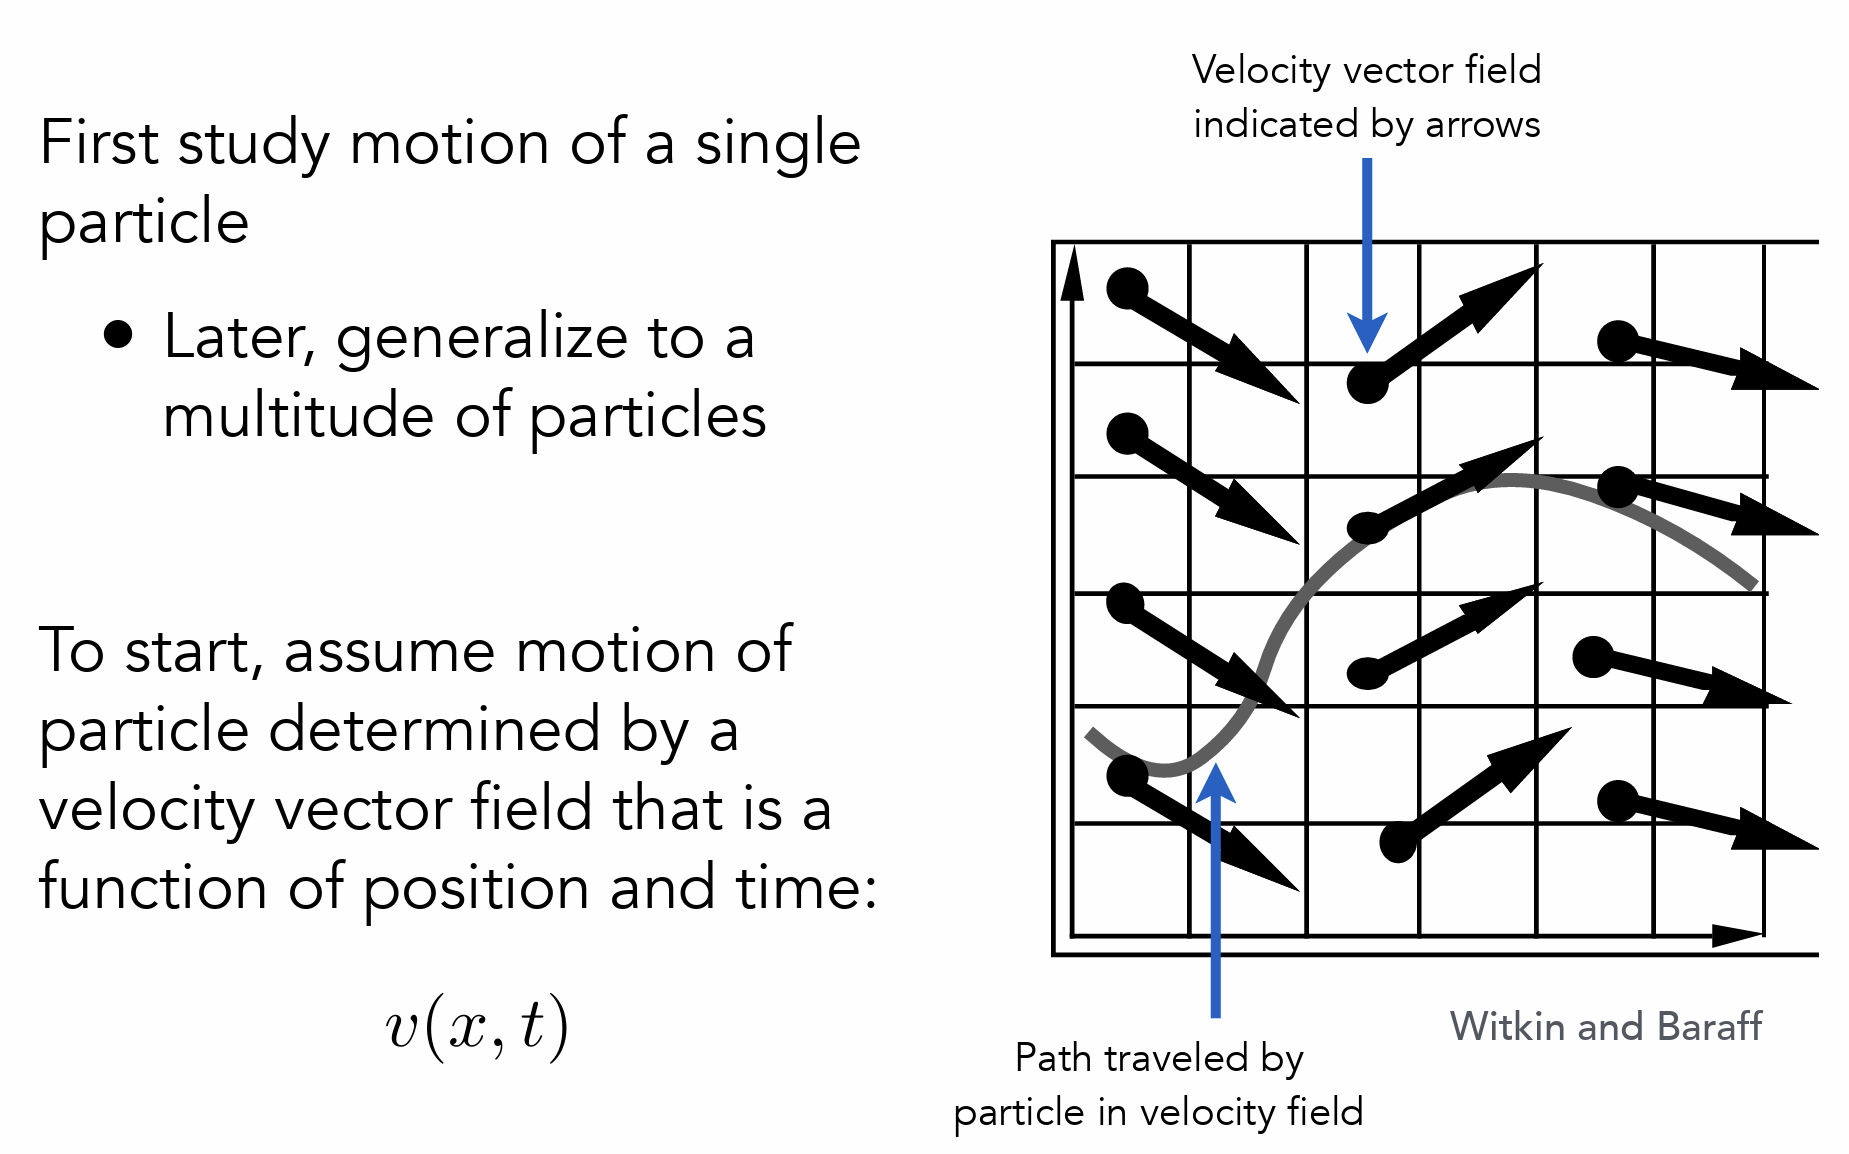 First study motion of a single
particle
• Later, generalize to a
multitude of particles
To start, assume motion of
particle determined by a
velocity vector field that is a
function of position and time:
v(x, t)
Velocity vector field
indicated by arrows
Witkin and Baraff
Path traveled by
particle in velocity field